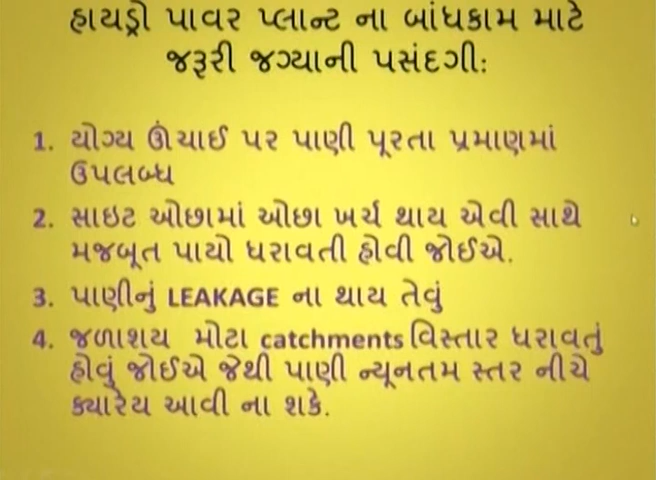 હાયડ્રો પાવર પ્લાન્ટ ના બાંધકામ માટે
જરૂરી જગ્યાની પસંદગી:
1. યોગ્ય ઊંચાઈ પર પાણી પૂરતા પ્રમાણમાં
ઉપલબ્ધ
2. સાઇટ ઓછામાં ઓછા ખર્ચ થાય એવી સાથે
મજબૂત પાયો ધરાવતી હોવી જોઈએ.
3. પાણીનું LEAKAGE ના થાય તેવું
4. જળાશય મોટા catchments વિસ્તાર ધરાવતું
હોવું જોઈએ જેથી પાણી ન્યૂનતમ સ્તર નીચે
ક્યારેય આવી ના શકે.